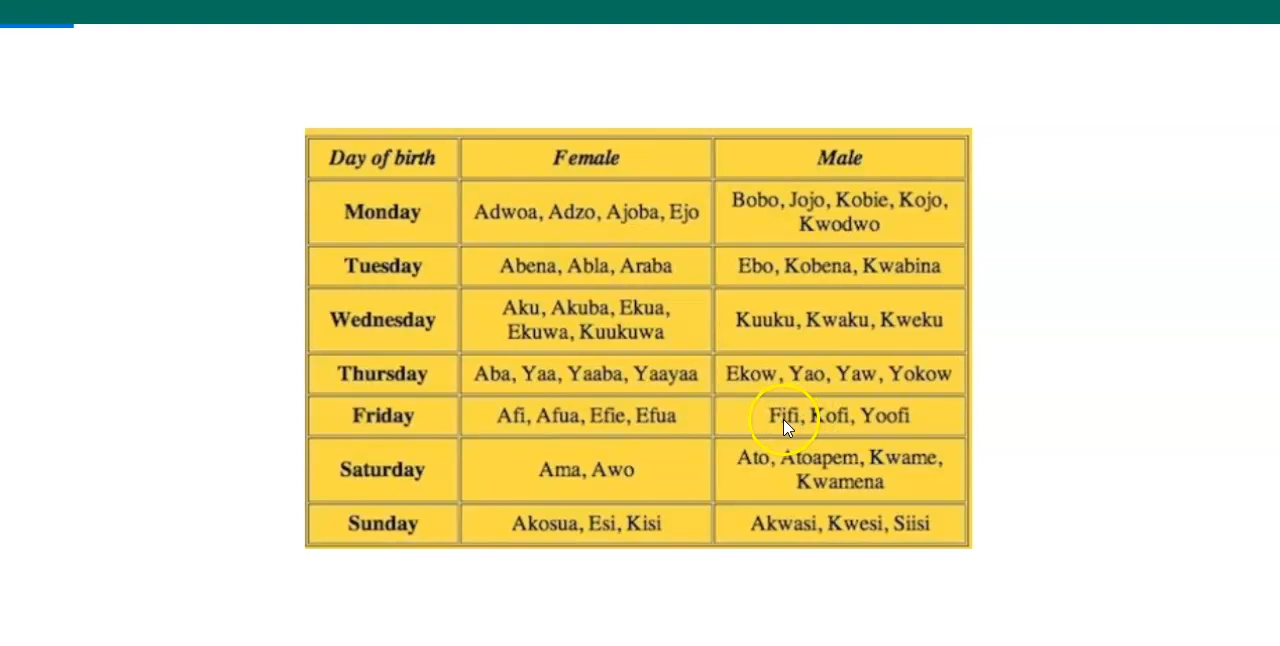 Day of birth Female Male
Monday Adwoa, Adzo, Ajoba, Ejo Bobo, Jojo, Kobie, Kojo,
Kwodwo
Tuesday Abena, Abla, Araba Ebo, Kobena, Kwabina
Wednesday Aku, Akuba, Ekua,
Ekuwa, Kuukuwa Kuuku, Kwaku, Kweku
Thursday Aba, Yaa, Yaaba, Yaayaa Ekow, Yao, Yaw, Yokow
Friday Afi, Afua, Efie, Efua Fifi, Kofi, Yoofi
Saturday Ama, Awo Ato, Atoapem, Kwame,
Kwamena
Sunday Akosua, Esi, Kisi Akwasi, Kwesi, Siisi